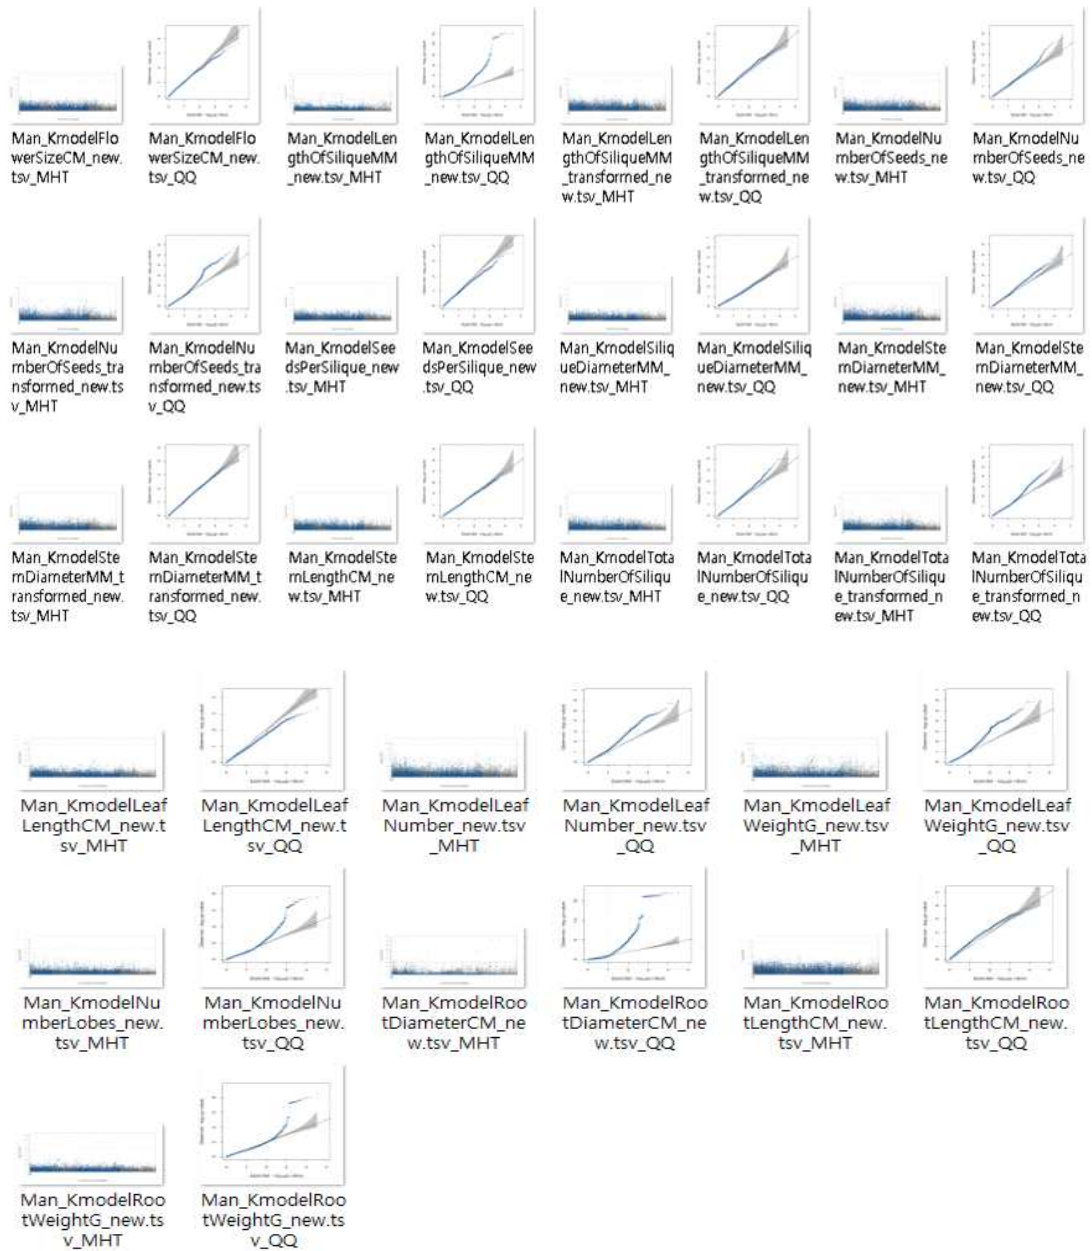 Man_KmodelFlo Man_KmodelFlo Man_KmodelLen Man_KmodelLen Man_KmodelLen Man_KmodelLen Man_KmodelNu Man_KmodelNu
werSizeCM_new. werSizeCM_new. gthOfSiliqueMM gthOfSiliqueMM gthOfSiliqueMM gthOfSiliqueMM mberOfSeeds_ne mberOfSeeds_ne
tsv_MHT tsv_QQ _new.tsv_MHT _new.tsv_QQ _transformed_ne _transformed_ne w.tsv_MHT w.tsv_QQ
w.tsv_MHT w.tsv_QQ
Man_KmodelNu Man_KmodelNu Man_KmodelSee Man_KmodelSee Man_KmodelSiliq Man_KmodelSiliq Man_KmodelSte Man_KmodelSte
mberOfSeeds_tra mberOfSeeds_tra dsPerSilique_new dsPerSilique_new ueDiameterMM_ ueDiameterMM_ mDiameterMM_ mDiameterMM_
nsformed_new.ts nsformed_new.ts .tsv_MHT .tsv_QQ new.tsv_MHT new.tsv_QQ new.tsv_MHT new.tsv_QQ
v_MHT v_QQ
Man_KmodelSte Man_KmodelSte Man_KmodelSte Man_KmodelSte Man_KmodelTota Man_KmodelTota Man_KmodelTota Man_KmodelTota
mDiameterMM_t mDiameterMM_t mLengthCM_ne mLengthCM_ne lNumberOfSiliqu lNumberOfSiliqu lNumberOfSiliqu lNumberOfSiliqu
ransformed_new. ransformed_new. w.tsv_MHT w.tsv_QQ e_new.tsv_MHT e_new.tsv_QQ e_transformed_n e_transformed_n
tsv_MHT tsv_QQ ew.tsv_MHT ew.tsv_QQ
Man_KmodelLeaf Man_KmodelLeaf Man_KmodelLeaf Man_KmodelLeaf Man_KmodelLeaf Man_KmodelLeaf
LengthCM_new.t LengthCM_new.t Number_new.tsv Number_new.tsv WeightG_new.tsv WeightG_new.tsv
sv_MHT sv_QQ _MHT _QQ _MHT _QQ
Man_KmodelNu Man_KmodelNu Man_KmodelRoo Man_KmodelRoo Man_KmodelRoo Man_KmodelRoo
mberLobes_new. mberLobes_new. tDiameterCM_ne tDiameterCM_ne tLengthCM_new. tLengthCM_new.
tsv_MHT tsv_QQ w.tsv_MHT w.tsv_QQ tsv_MHT tsv_QQ
Man_KmodelRoo Man_KmodelRoo
tWeightG_new.ts tWeightG_new.ts
v_MHT v_QQ